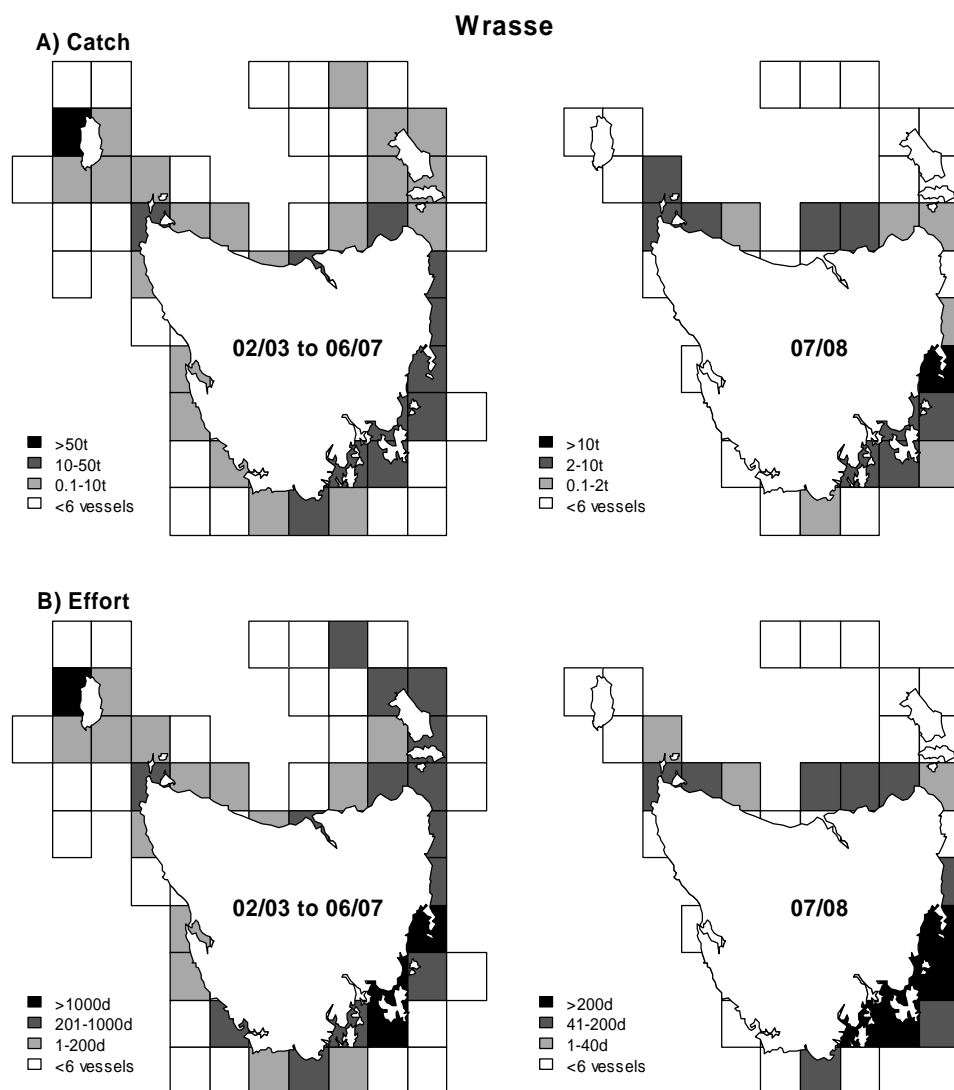 Wrasse
A) Catch
02/03 to 06/07
>50t
10-50t
0.1-10t
<6 vessels
07/08
>10t
2-10t
0.1-2t
<6 vessels
B) Effort
02/03 to 06/07
>1000d
201-1000d
1-200d
<6 vessels
07/08
>200d
41-200d
1-40d
<6 vessels